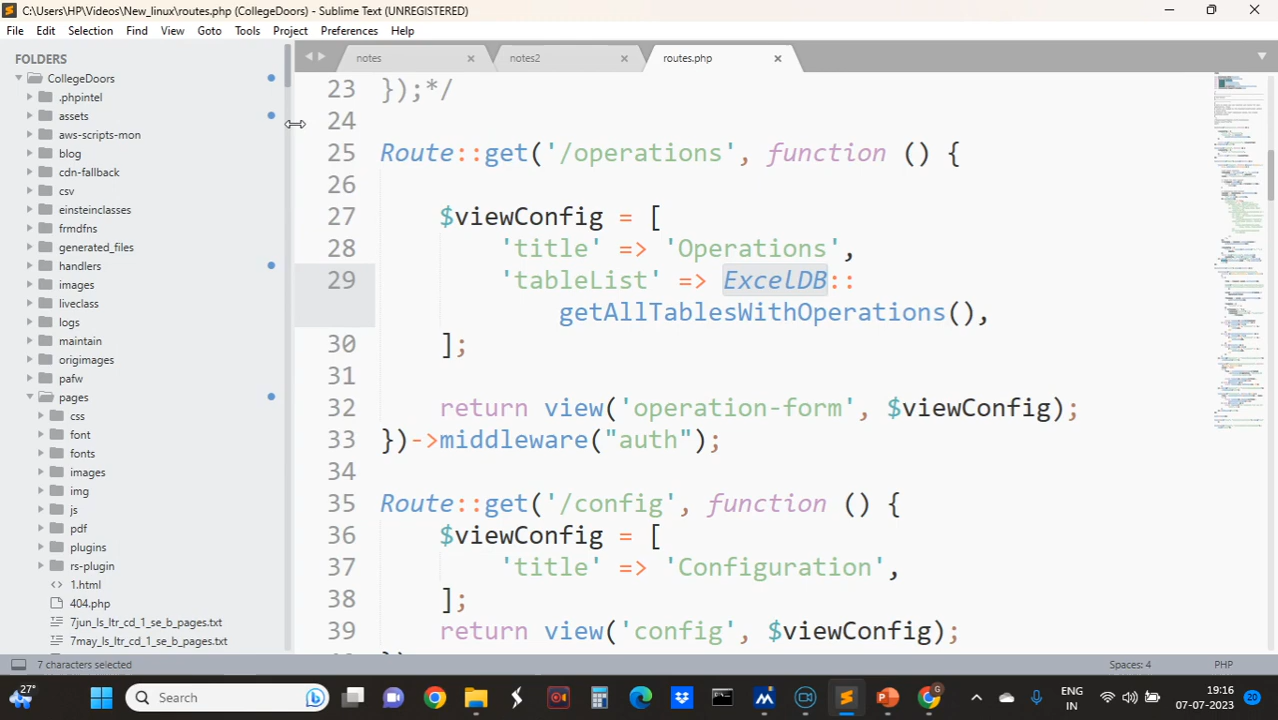 C:\Users\HP\Videos\New_linux\routes.php (CollegeDoors) - Sublime Text (UNREGISTERED)
File Edit Selection Find View Goto Tools Project Preferences Help
FOLDERS
CollegeDoors
.phpintel
assets
aws-scripts-mon
blog
cdn-fallback
csv
einsteinclasses
frmdfns
generated_files
handlers
images
liveclass
logs
maintain
origimages
pafw
pages
css
font
fonts
images
img
js
pdf
plugins
rs-plugin
1.html
404.php
7jun_ls_ltr_cd_1_se_b_pages.txt
7may_ls_ltr_cd_1_se_b_pages.txt
notes notes2 routes.php
23 });*/
24
25 Route::get('/operations', function () {
26
27 $viewConfig = [
28 'title' => 'Operations',
29 'tableList' => ExcelDB::
getAllTablesWithOperations(),
30 ];
31
32 return view('operation-form', $viewConfig);
33 })->middleware("auth");
34
35 Route::get('/config', function () {
36 $viewConfig = [
37 'title' => 'Configuration',
38 ];
39 return view('config', $viewConfig);
7 characters selected Spaces: 4 PHP
27° Search ENG IN 19:16 07-07-2023 20